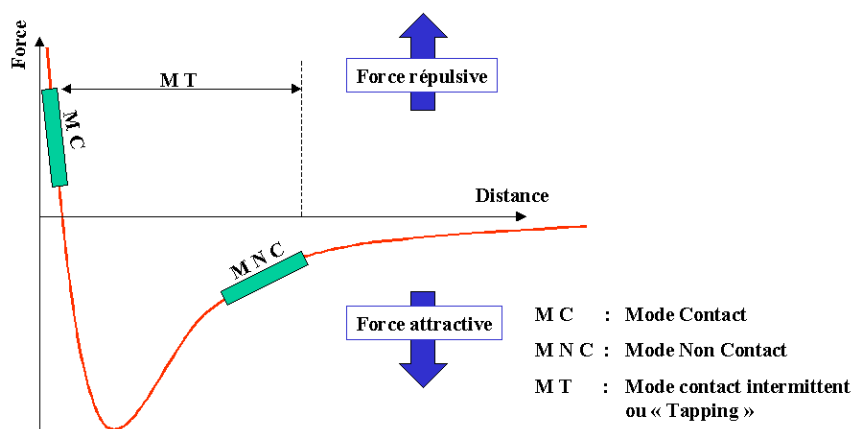 Force
M T
Force répulsive
M C
Distance
M N C
Force attractive
M C : Mode Contact
M N C : Mode Non Contact
M T : Mode contact intermittent
ou « Tapping »